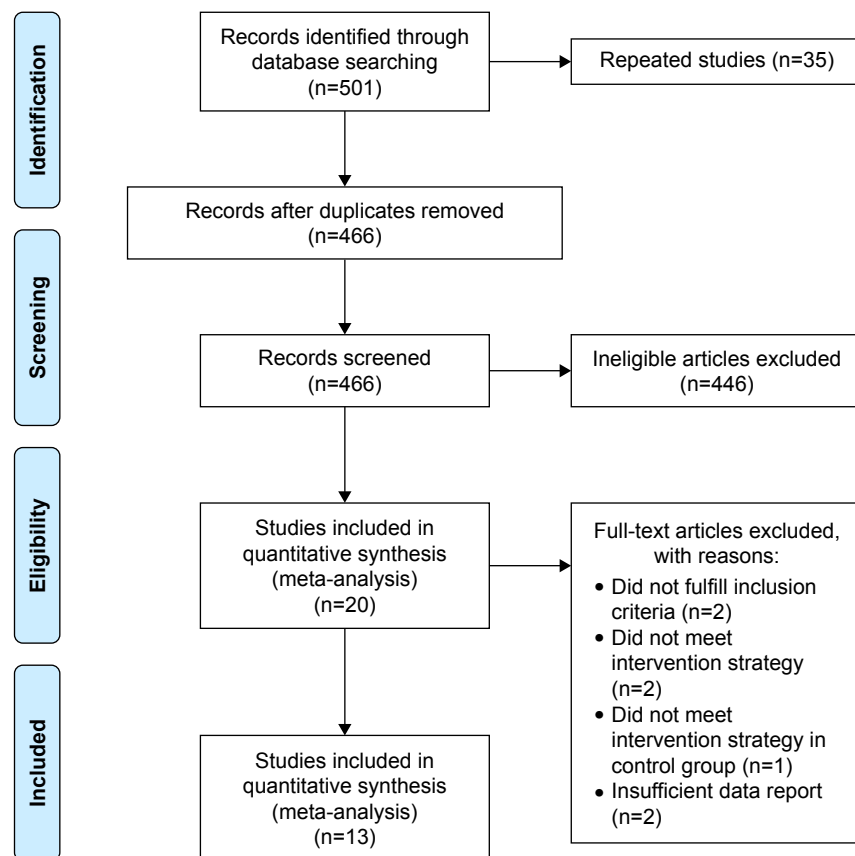 Identification
Records identified through
database searching
(n=501)
Repeated studies (n=35)
Records after duplicates removed
(n=466)
Screening
Records screened
(n=466)
Ineligible articles excluded
(n=446)
Eligibility
Studies included in
quantitative synthesis
(meta-analysis)
(n=20)
Full-text articles excluded,
with reasons:
• Did not fulfill inclusion
criteria (n=2)
• Did not meet
intervention strategy
(n=2)
• Did not meet
intervention strategy in
control group (n=1)
• Insufficient data report
(n=2)
Included
Studies included in
quantitative synthesis
(meta-analysis)
(n=13)